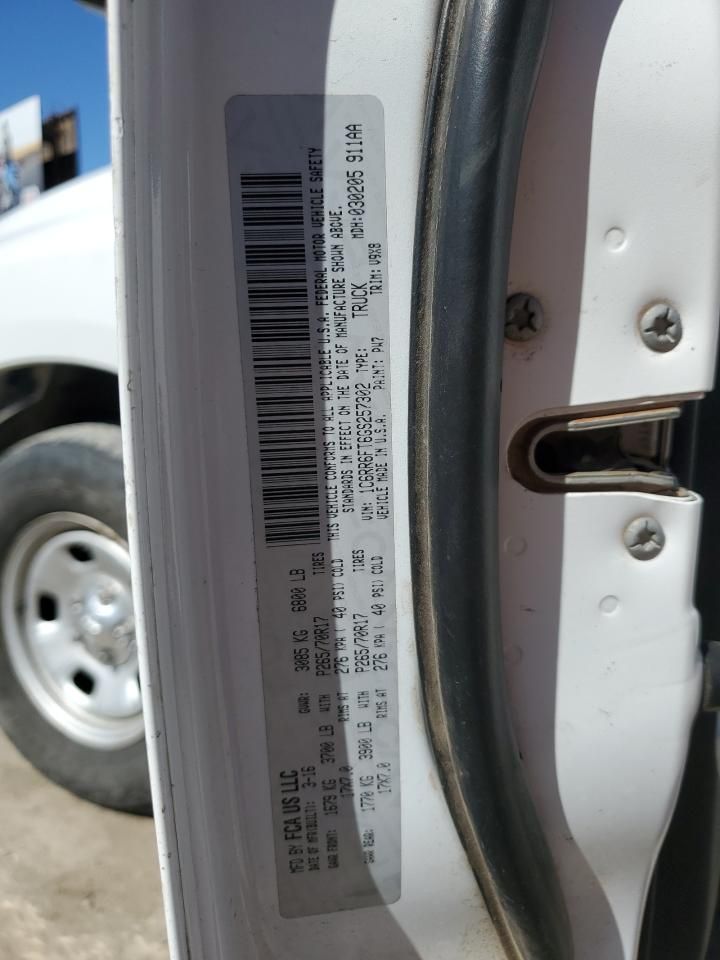 MFD BY FCA US LLC
DATE OF MFR(BUILT): 3-16 GVWR: 3085 KG 6800 LB
GAWR FRONT: 1679 KG 3700 LB WITH P265/70R17 TIRES
17X7.0 RIMS AT 276 KPA ( 40 PSI) COLD
GAWR REAR: 1770 KG 3900 LB WITH P265/70R17 TIRES
17X7.0 RIMS AT 276 KPA ( 40 PSI) COLD
THIS VEHICLE CONFORMS TO ALL APPLICABLE U.S.A. FEDERAL MOTOR VEHICLE SAFETY
STANDARDS IN EFFECT ON THE DATE OF MANUFACTURE SHOWN ABOVE.
VIN: 1C6RR6FT6GS257302 TYPE: TRUCK MDH:030205 911AA
VEHICLE MADE IN U.S.A. PAINT: PW7 TRIM: V9X8